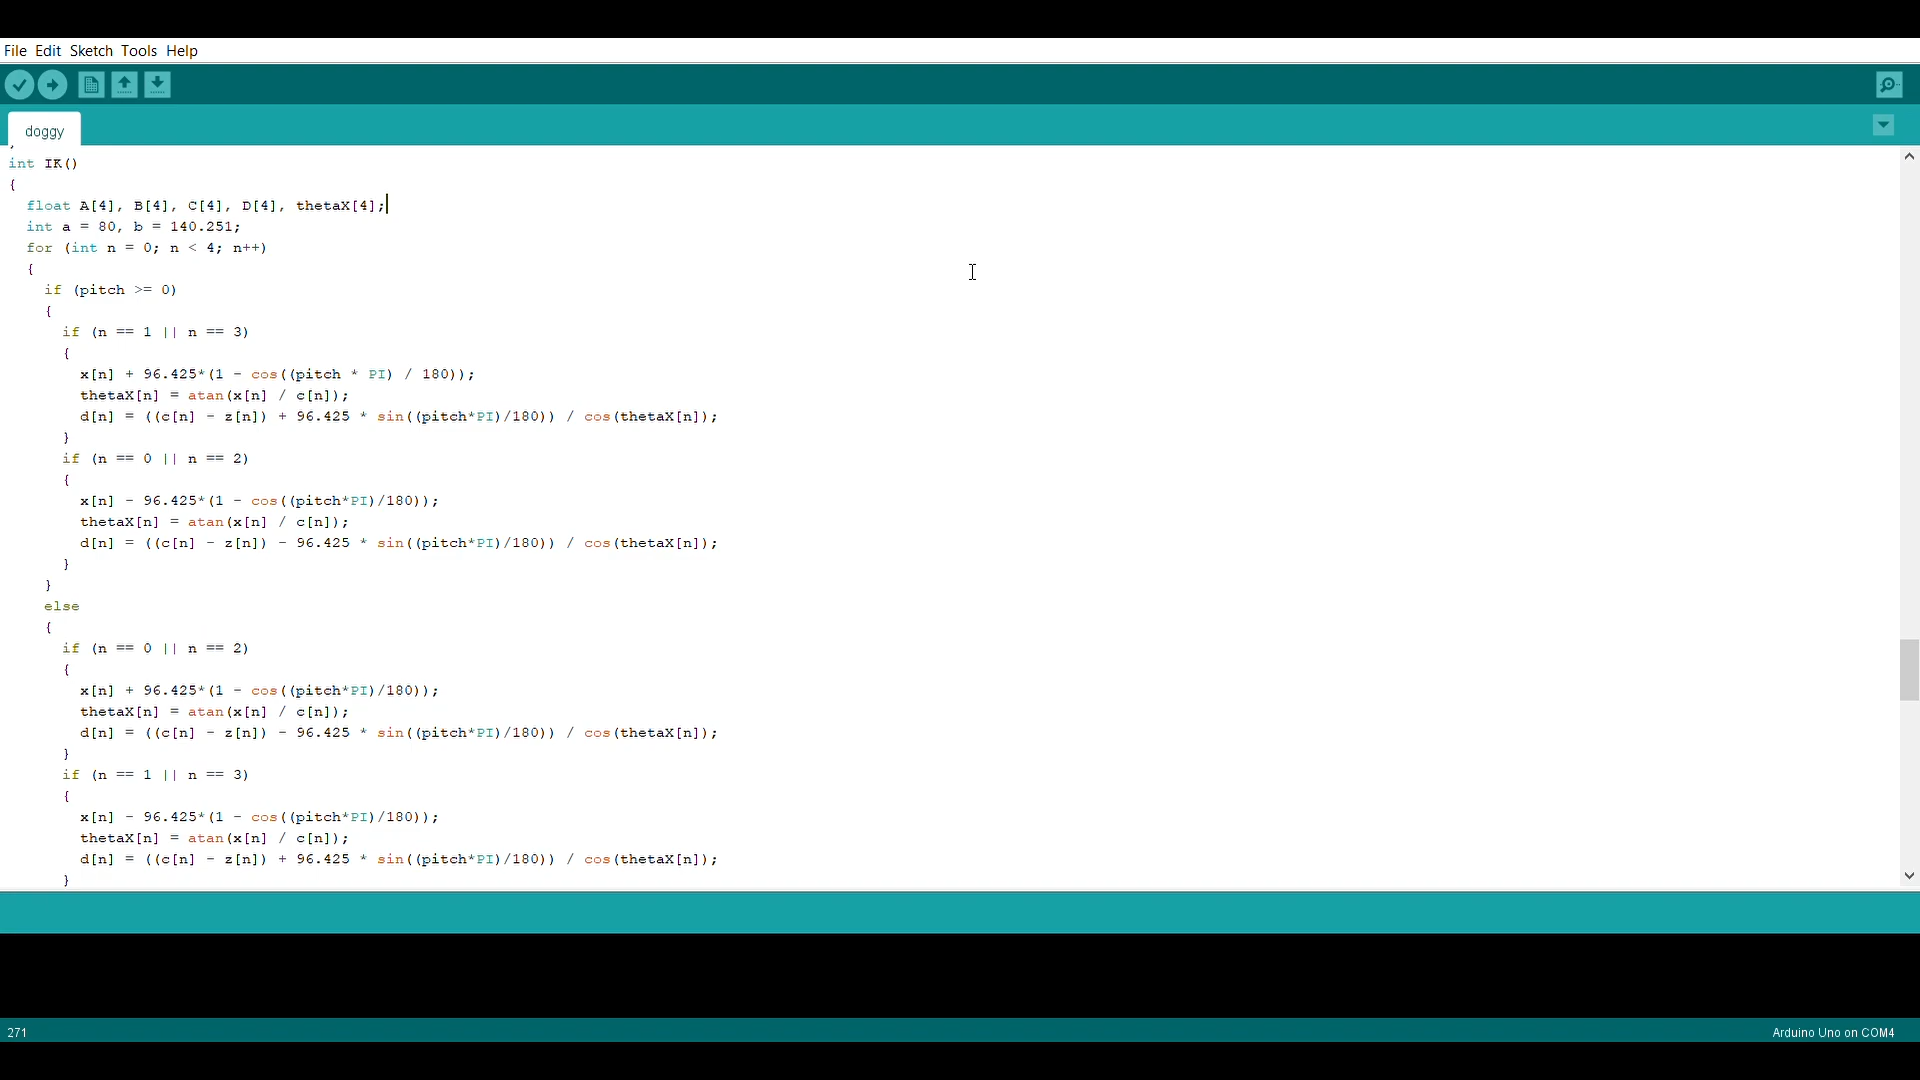 File Edit Sketch Tools Help
doggy
int IK()
{
float A[4], B[4], C[4], D[4], thetaX[4];
int a = 80, b = 140.251;
for (int n = 0; n < 4; n++)
{
if (pitch >= 0)
{
if (n == 1 || n == 3)
{
x[n] + 96.425*(1 - cos((pitch * PI) / 180));
thetaX[n] = atan(x[n] / c[n]);
d[n] = ((c[n] - z[n]) + 96.425 * sin((pitch*PI)/180)) / cos(thetaX[n]);
}
if (n == 0 || n == 2)
{
x[n] - 96.425*(1 - cos((pitch*PI)/180));
thetaX[n] = atan(x[n] / c[n]);
d[n] = ((c[n] - z[n]) - 96.425 * sin((pitch*PI)/180)) / cos(thetaX[n]);
}
}
else
{
if (n == 0 || n == 2)
{
x[n] + 96.425*(1 - cos((pitch*PI)/180));
thetaX[n] = atan(x[n] / c[n]);
d[n] = ((c[n] - z[n]) - 96.425 * sin((pitch*PI)/180)) / cos(thetaX[n]);
}
if (n == 1 || n == 3)
{
x[n] - 96.425*(1 - cos((pitch*PI)/180));
thetaX[n] = atan(x[n] / c[n]);
d[n] = ((c[n] - z[n]) + 96.425 * sin((pitch*PI)/180)) / cos(thetaX[n]);
}
271
Arduino Uno on COM4